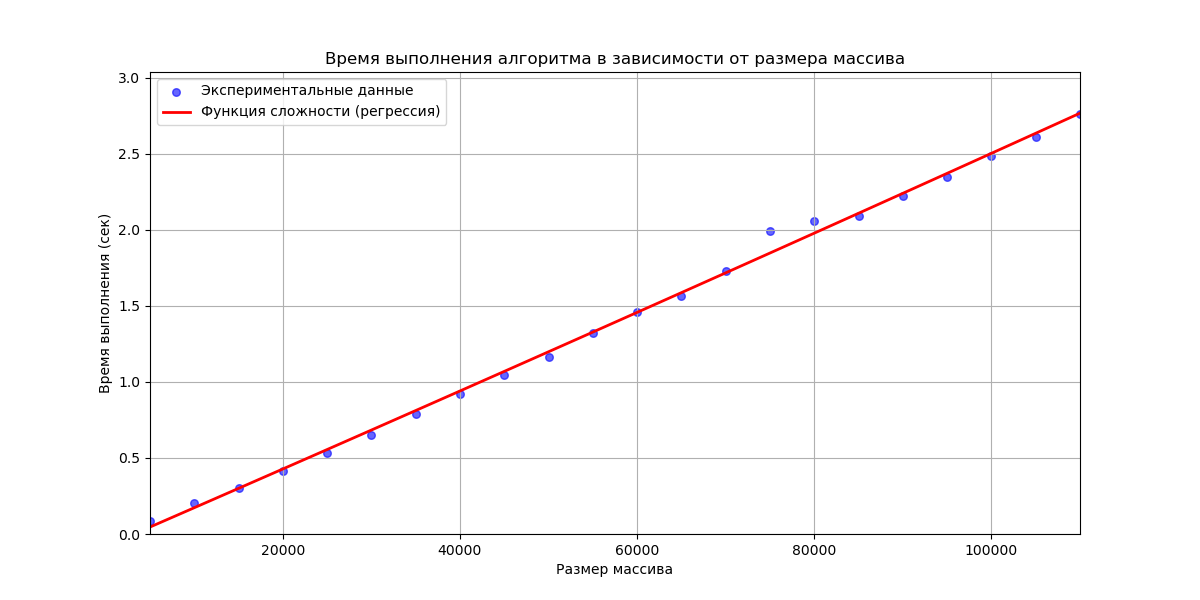 Время выполнения алгоритма в зависимости от размера массива
Экспериментальные данные
Функция сложности (регрессия)
Время выполнения (сек)
3.0
2.5
2.0
1.5
1.0
0.5
0.0
20000
40000
60000
80000
100000
Размер массива